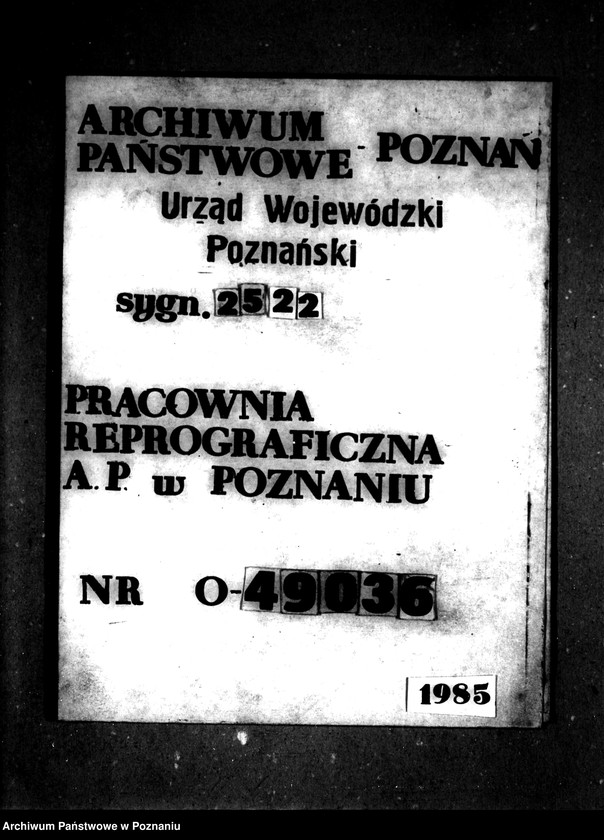 ARCHIWUM
PAŃSTWOWE - POZNAŃ
Urząd Wojewódzki
Poznański
sygn. 2522
PRACOWNIA
REPROGRAFICZNA
A. P. w POZNANIU
NR O-49036
1985
Archiwum Państwowe w Poznaniu